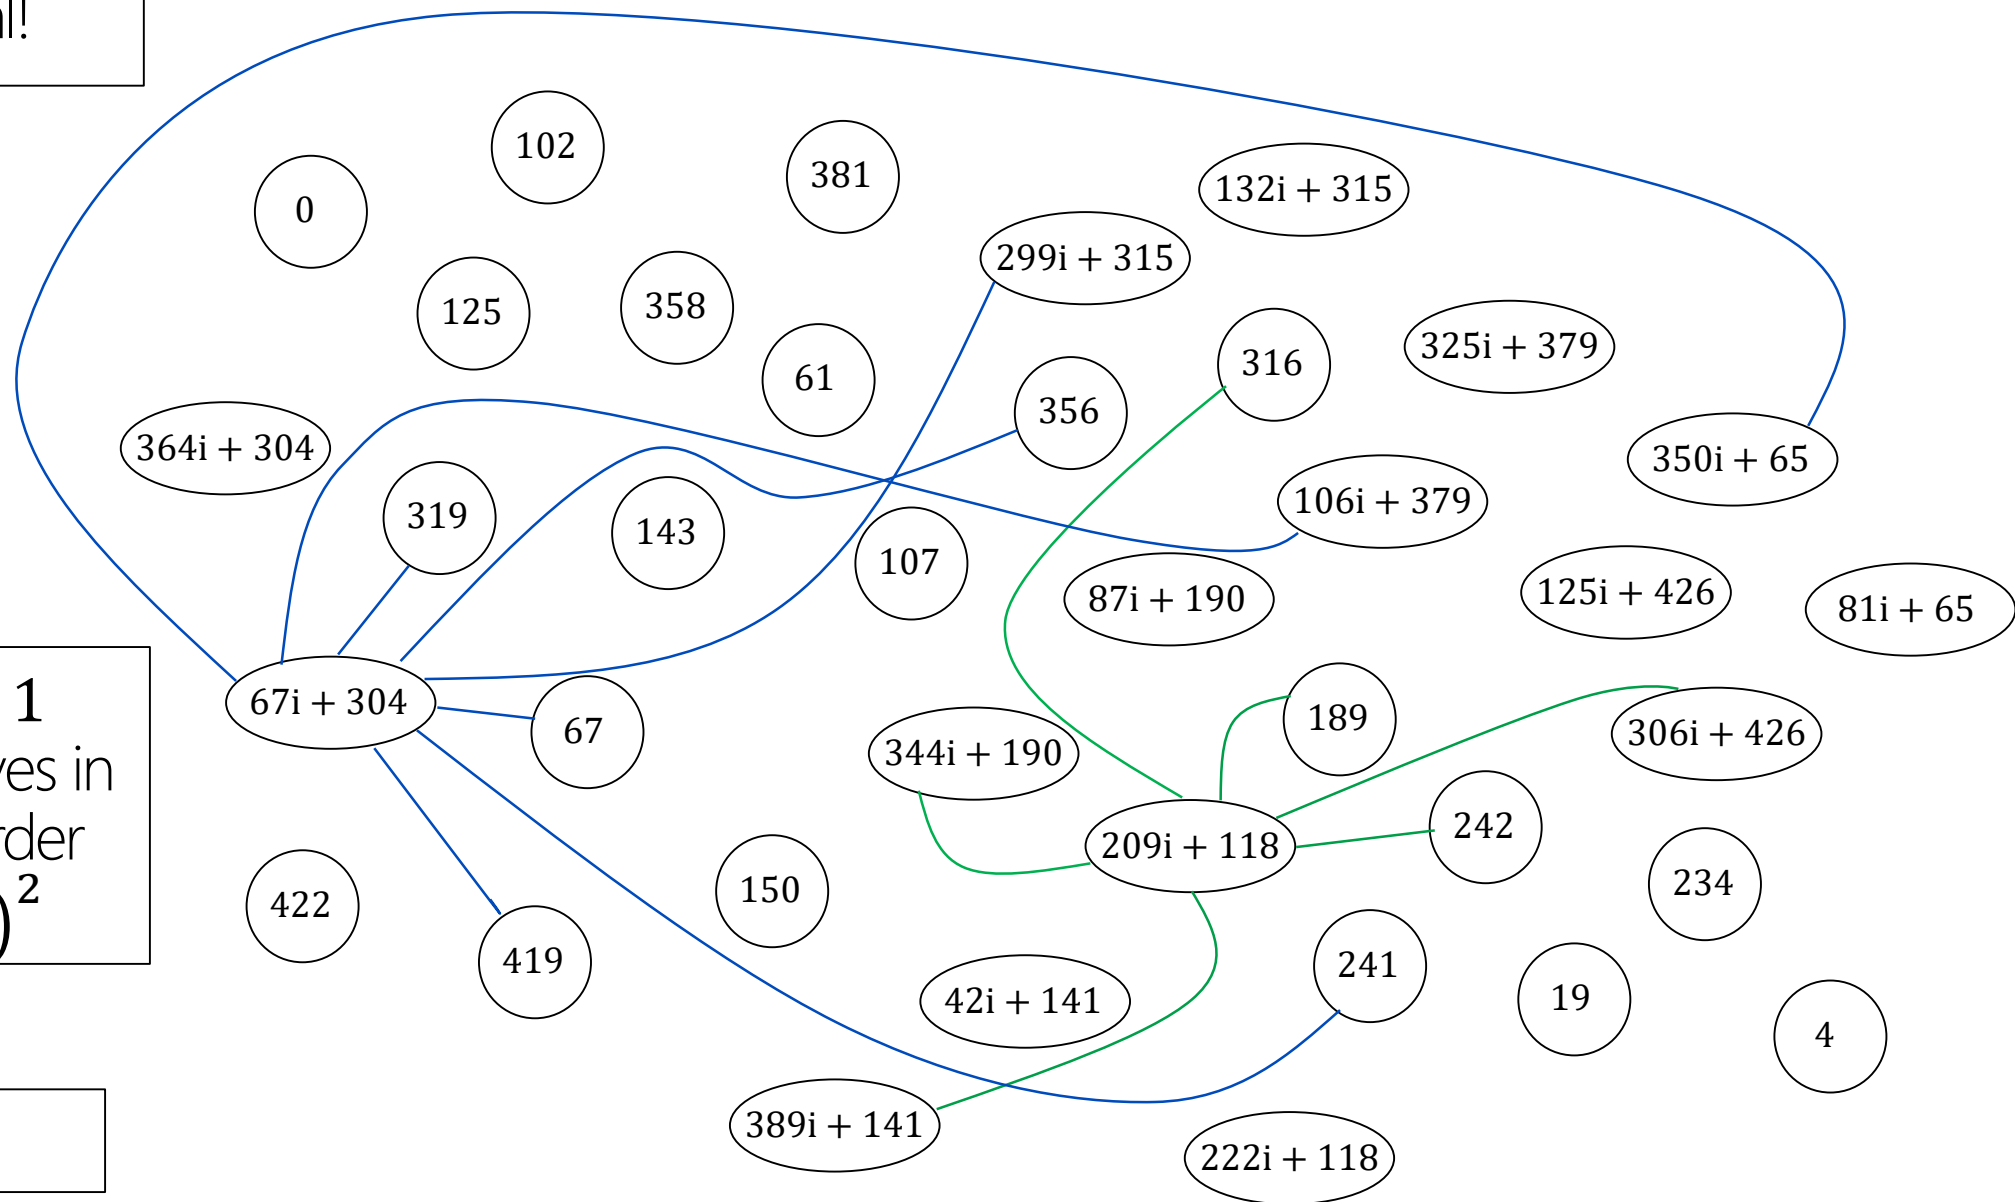 102
381
132i + 315
0
299i + 315
125
358
316
325i + 379
61
356
364i + 304
350i + 65
319
106i + 379
143
107
87i + 190
125i + 426
81i + 65
1
67i + 304
67
189
344i + 190
306i + 426
in
209i + 118
242
422
150
234
2
419
241
42i + 141
19
4
389i + 141
222i + 118